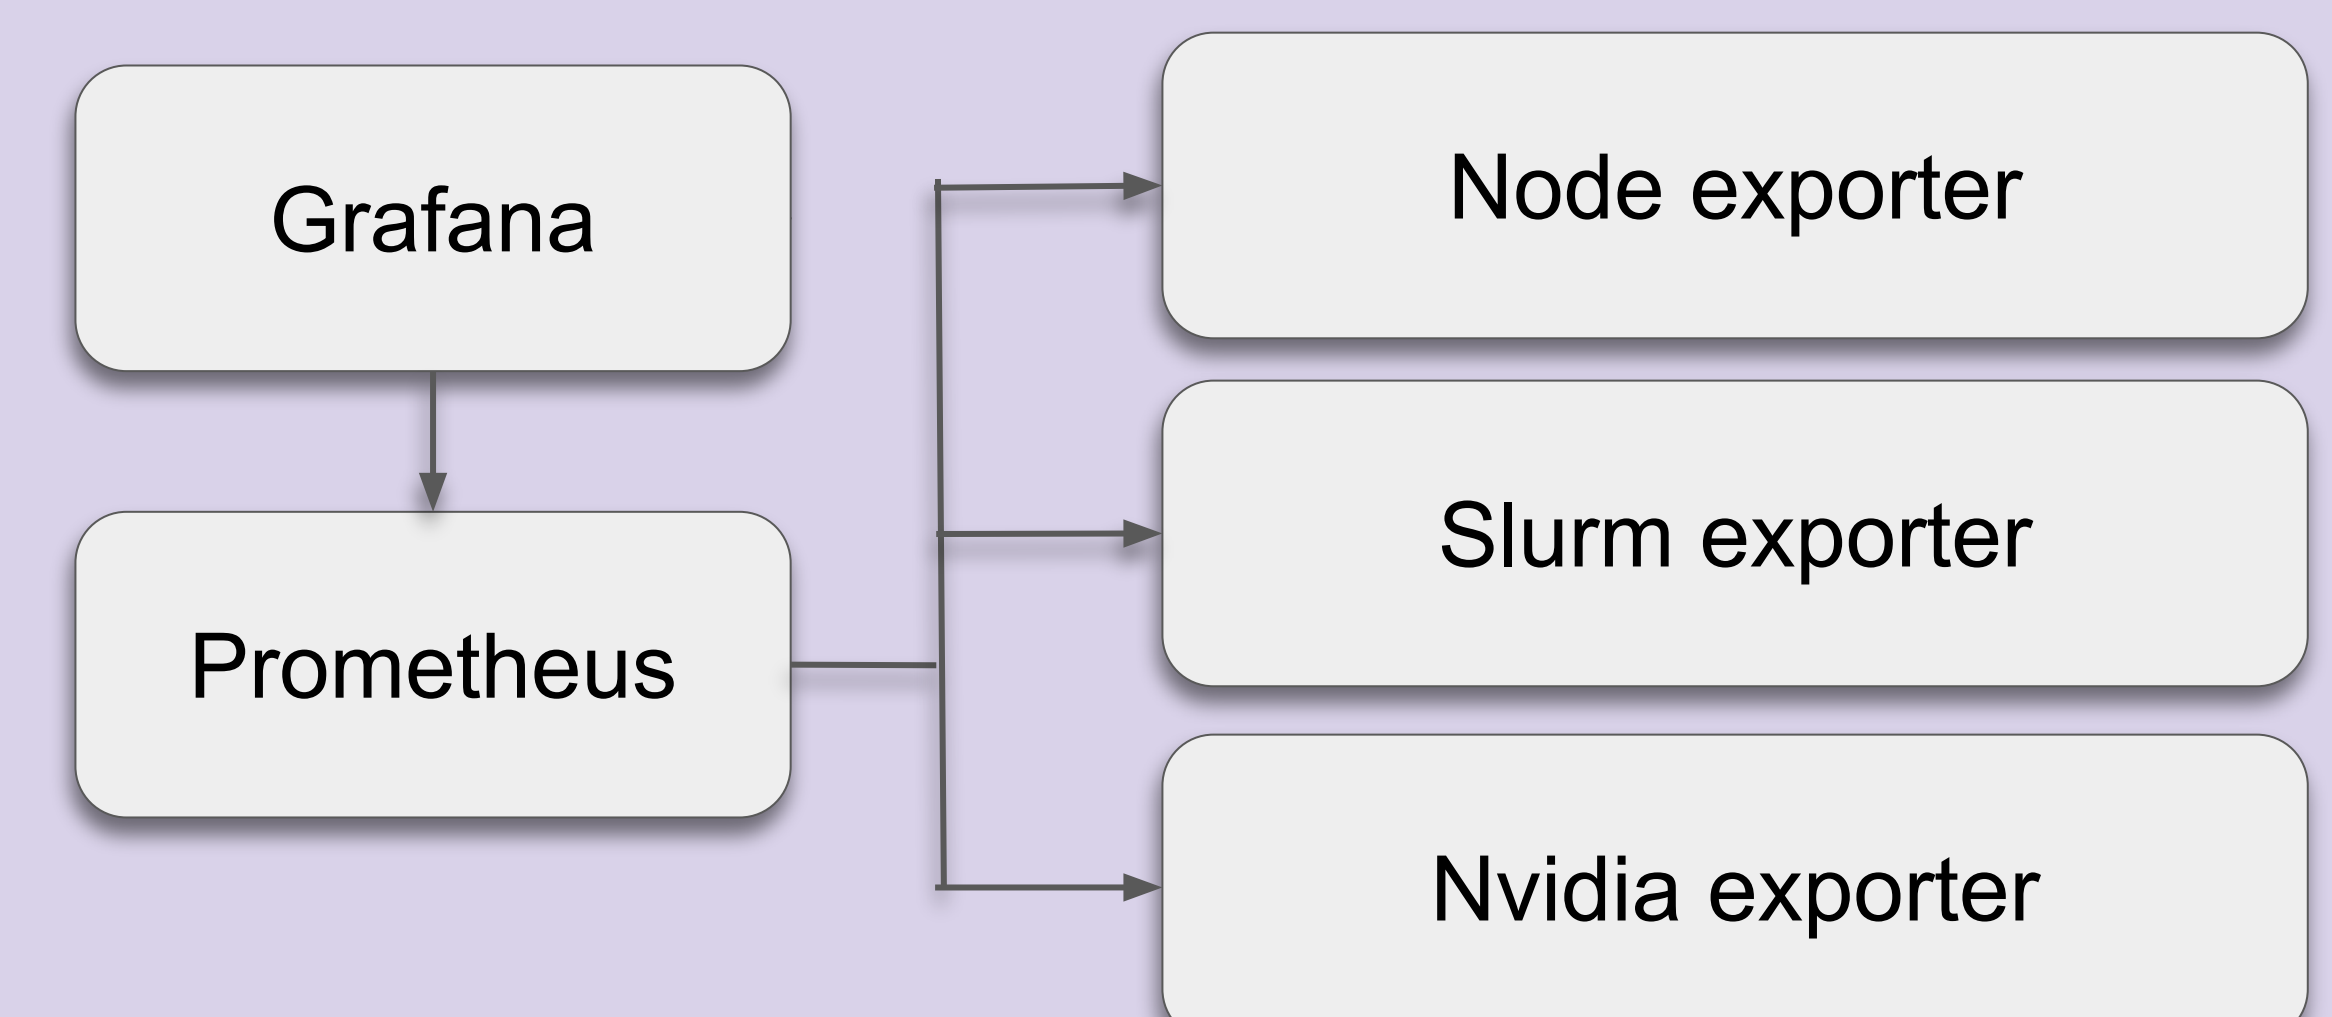 Grafana
Prometheus
Node exporter
Slurm exporter
Nvidia exporter